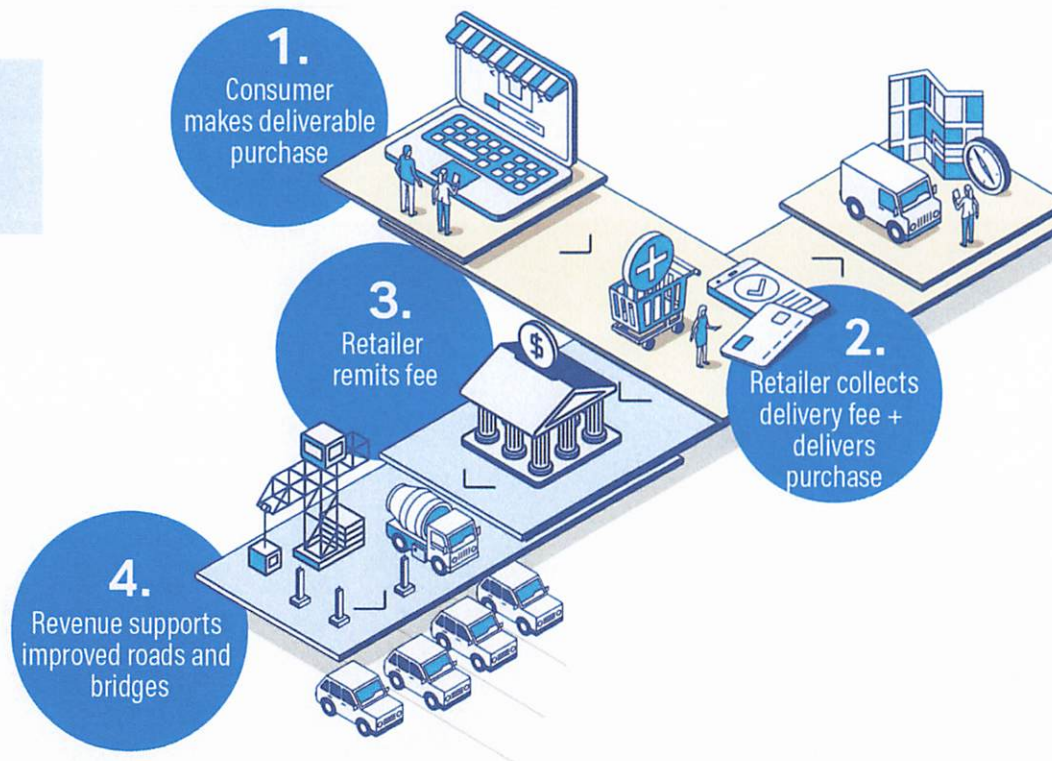 1.
Consumer
makes deliverable
purchase
2.
Retailer collects
delivery fee +
delivers
purchase
3.
Retailer
remits fee
$
4.
Revenue supports
improved roads and
bridges